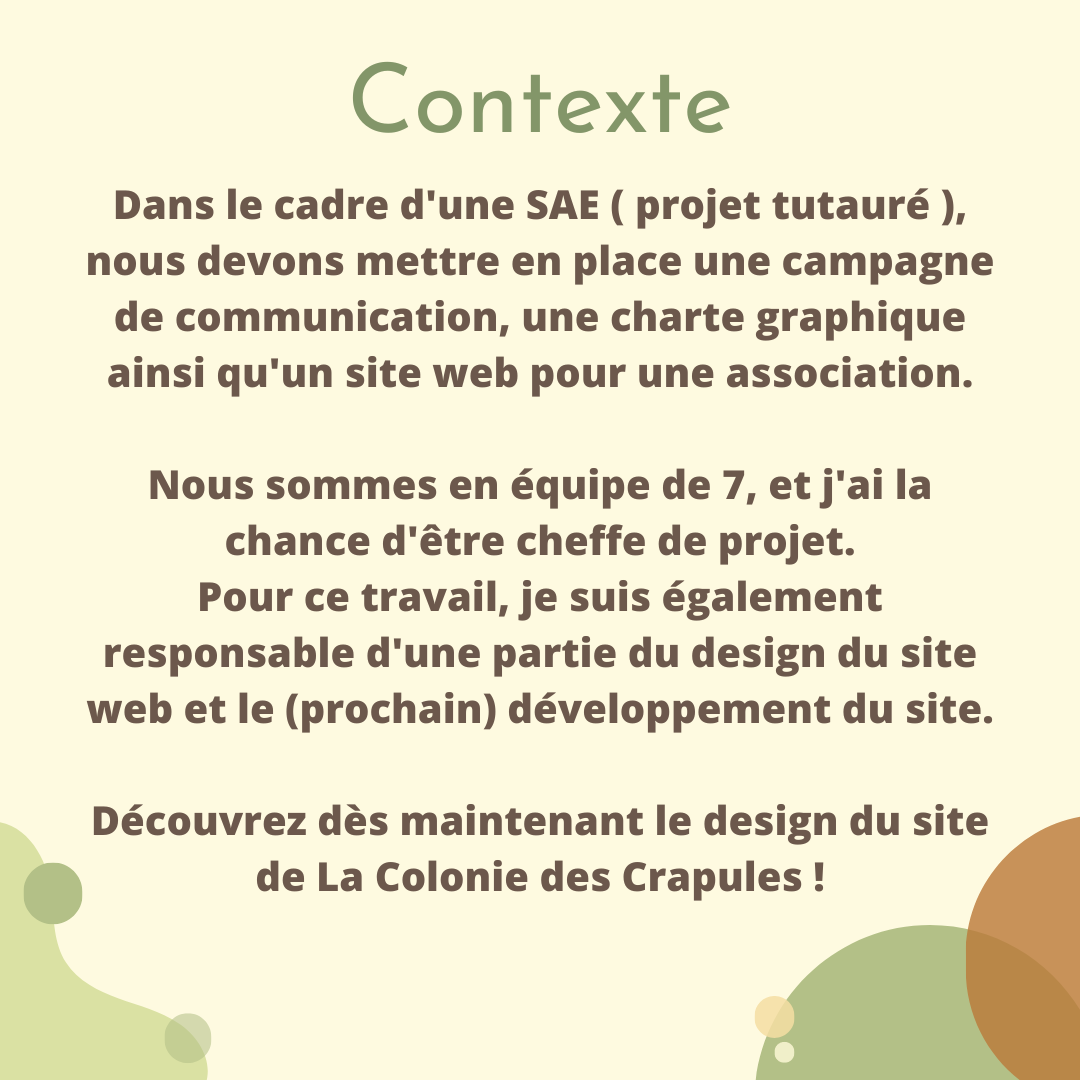 Contexte
Dans le cadre d'une SAE ( projet tutauré ),
nous devons mettre en place une campagne
de communication, une charte graphique
ainsi qu'un site web pour une association.
Nous sommes en équipe de 7, et j'ai la
chance d'être cheffe de projet.
Pour ce travail, je suis également
responsable d'une partie du design du site
web et le (prochain) développement du site.
Découvrez dès maintenant le design du site
de La Colonie des Crapules !